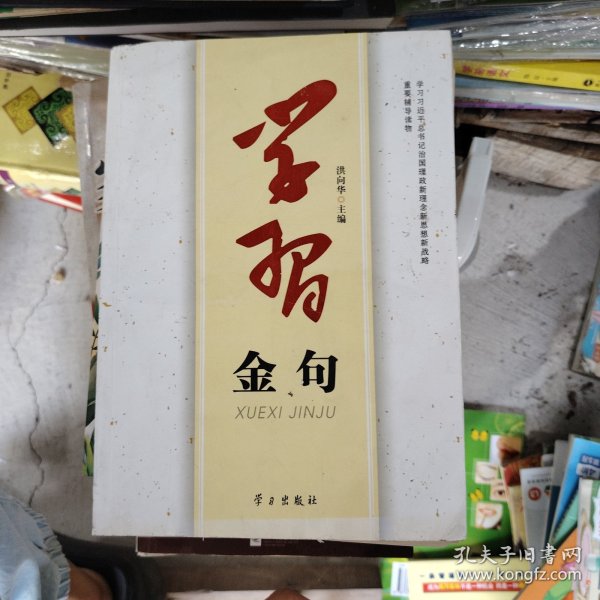 学习
金句
XUEXI JINJU
洪向华 主编
学习习近平总书记治国理政新理念新思想新战略
重要辅导读物
学习出版社
孔夫子旧书网
kongfz.com